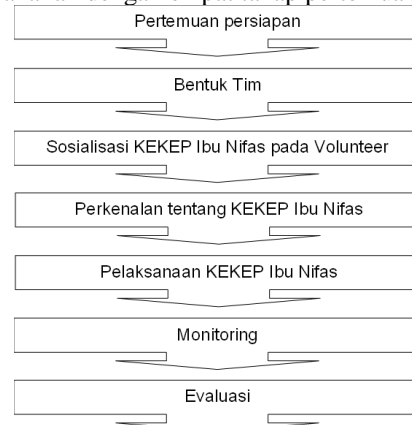 Pertemuan persiapan
Bentuk Tim
Sosialisasi KEKEP Ibu Nifas pada Volunteer
Perkenalan tentang KEKEP Ibu Nifas
Pelaksanaan KEKEP Ibu Nifas
Monitoring
Evaluasi